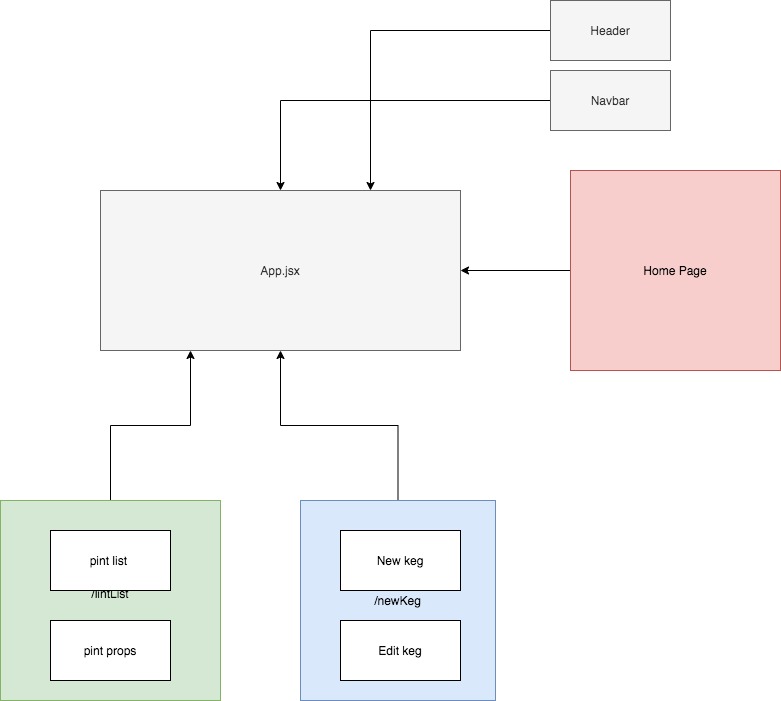 Header
Navbar
App.jsx
Home Page
pint list
/lintList
pint props
New keg
/newKeg
Edit keg